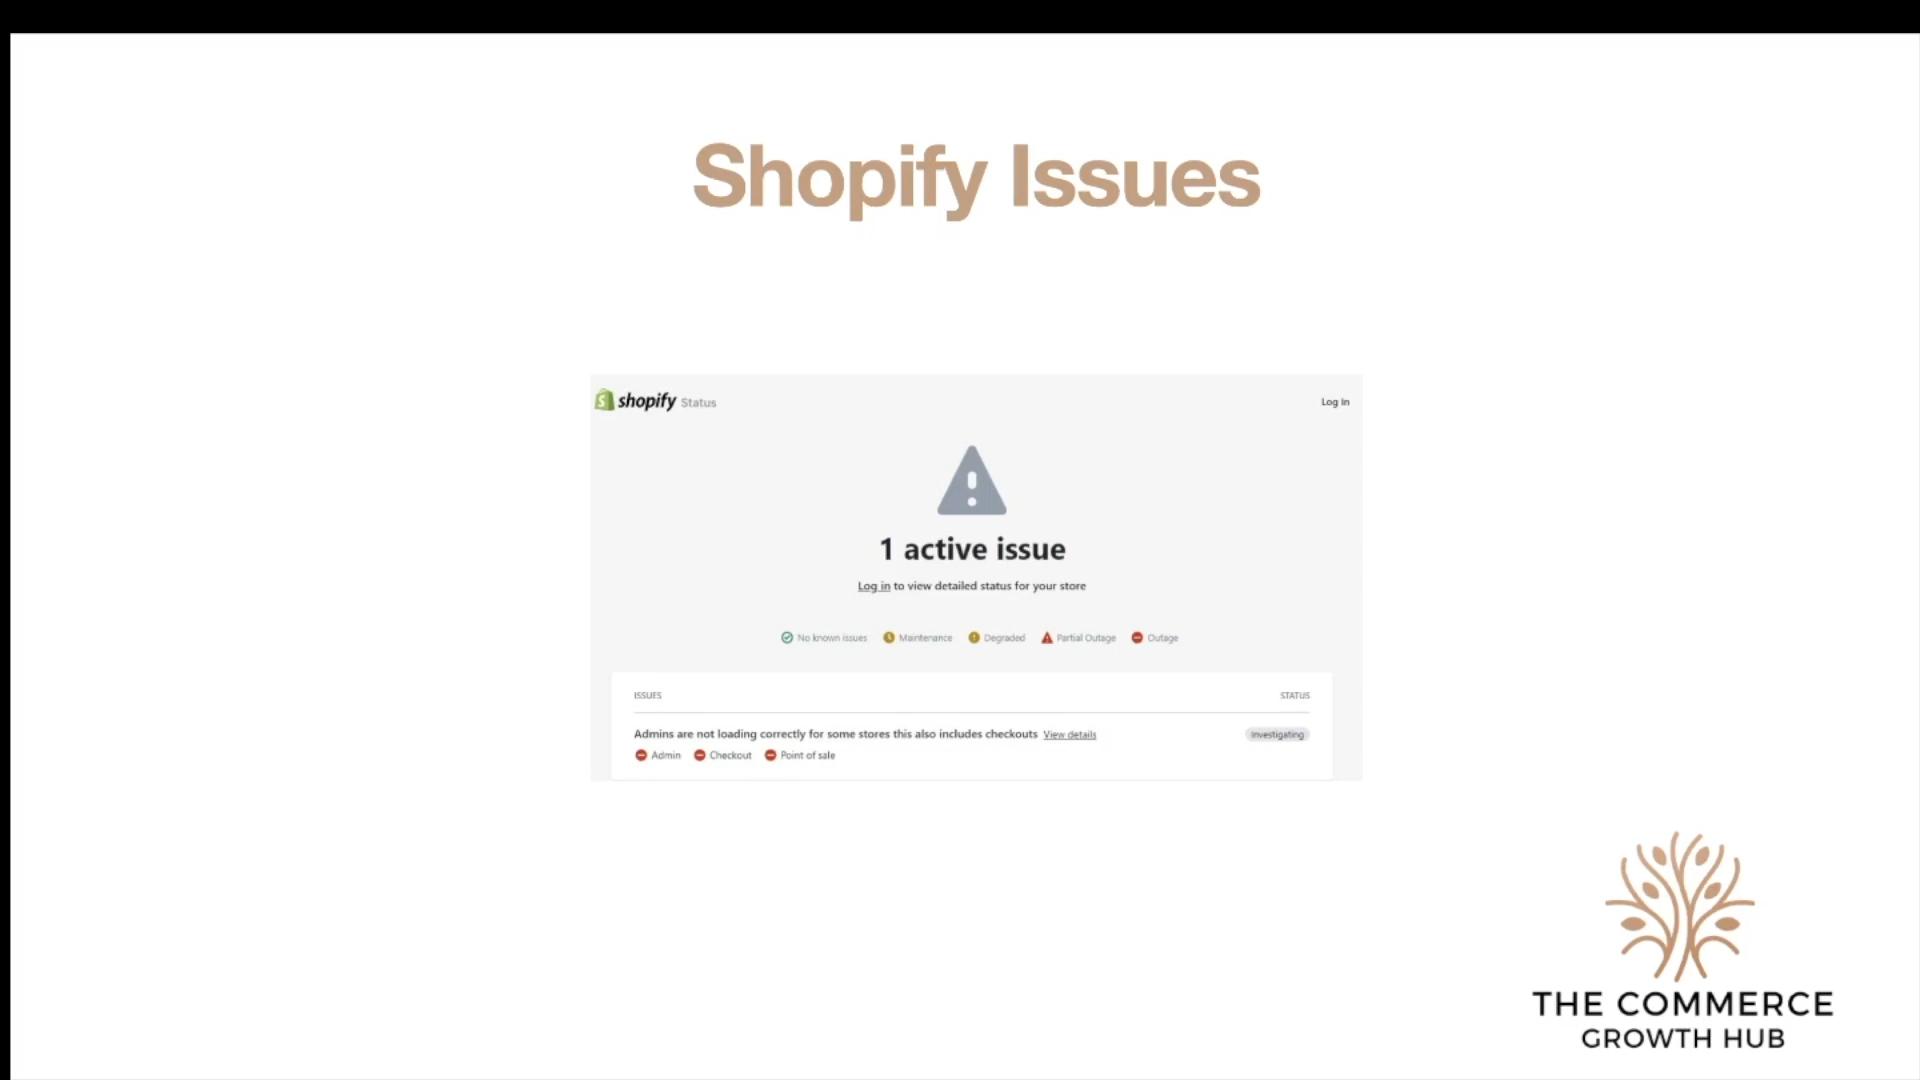 Shopify Issues
shopify Status
Log in
1 active issue
Log in to view detailed status for your store
No known issues Maintenance Degraded Partial Outage Outage
ISSUES STATUS
Admins are not loading correctly for some stores this also includes checkouts View details Investigating
Admin Checkout Point of sale
THE COMMERCE
GROWTH HUB